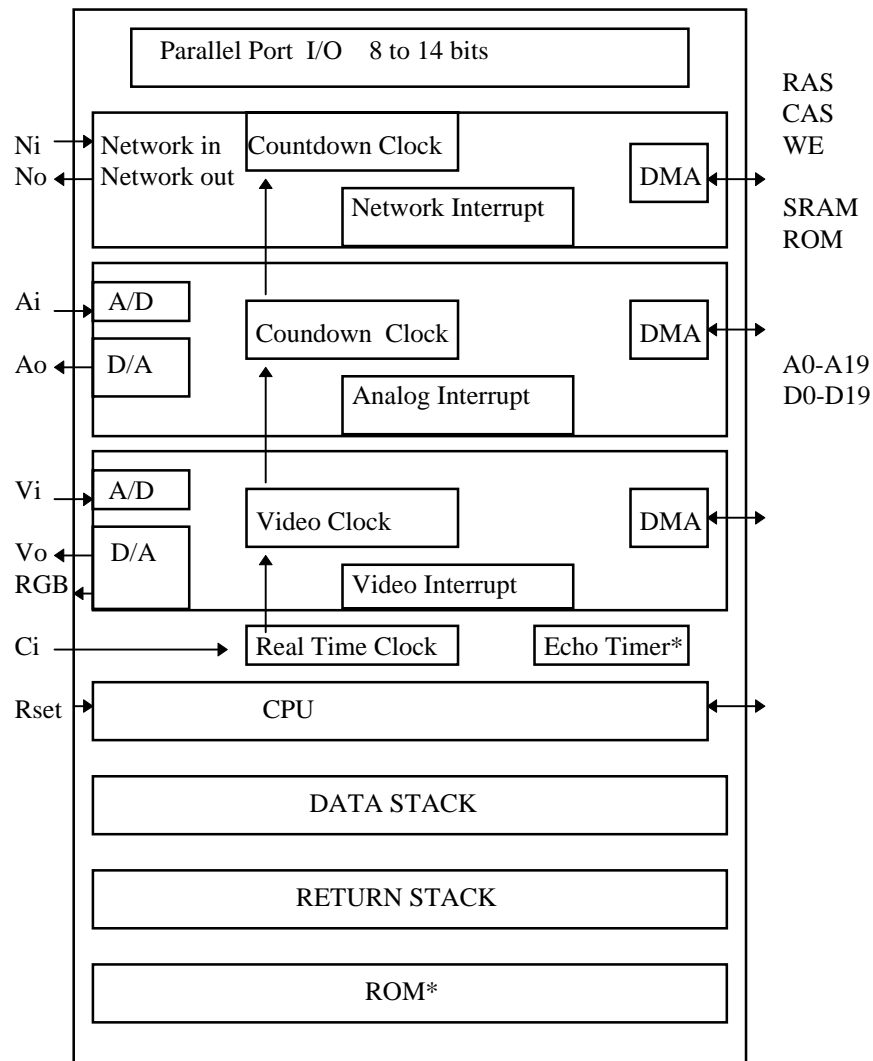 Parallel Port I/O 8 to 14 bits
RAS
CAS
WE
SRAM
ROM
A0-A19
D0-D19
Ni
No
Network in
Network out
Countdown Clock
Network Interrupt
DMA
Ai
Ao
A/D
D/A
Coundown Clock
Analog Interrupt
DMA
Vi
Vo
RGB
A/D
D/A
Video Clock
Video Interrupt
DMA
Ci
Real Time Clock
Echo Timer*
Rset
CPU
DATA STACK
RETURN STACK
ROM*